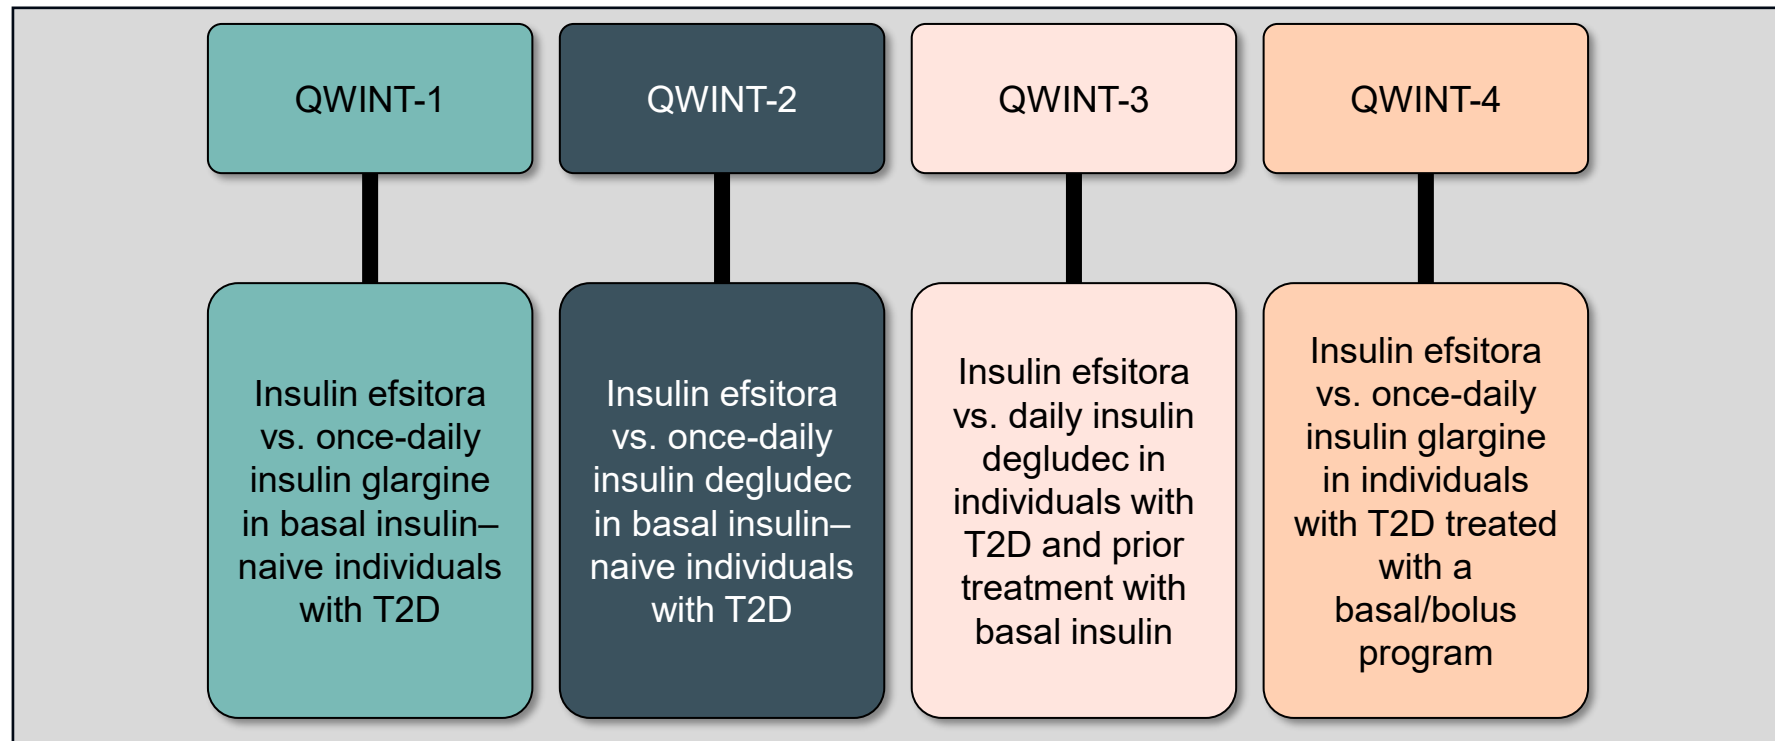 QWINT-1
QWINT-2
QWINT-3
QWINT-4
Insulin efsitora
vs. once-daily
insulin glargine
in basal insulin–
naive individuals
with T2D
Insulin efsitora
vs. once-daily
insulin degludec
in basal insulin–
naive individuals
with T2D
Insulin efsitora
vs. daily insulin
degludec in
individuals with
T2D and prior
treatment with
basal insulin
Insulin efsitora
vs. once-daily
insulin glargine
in individuals
with T2D treated
with a
basal/bolus
program